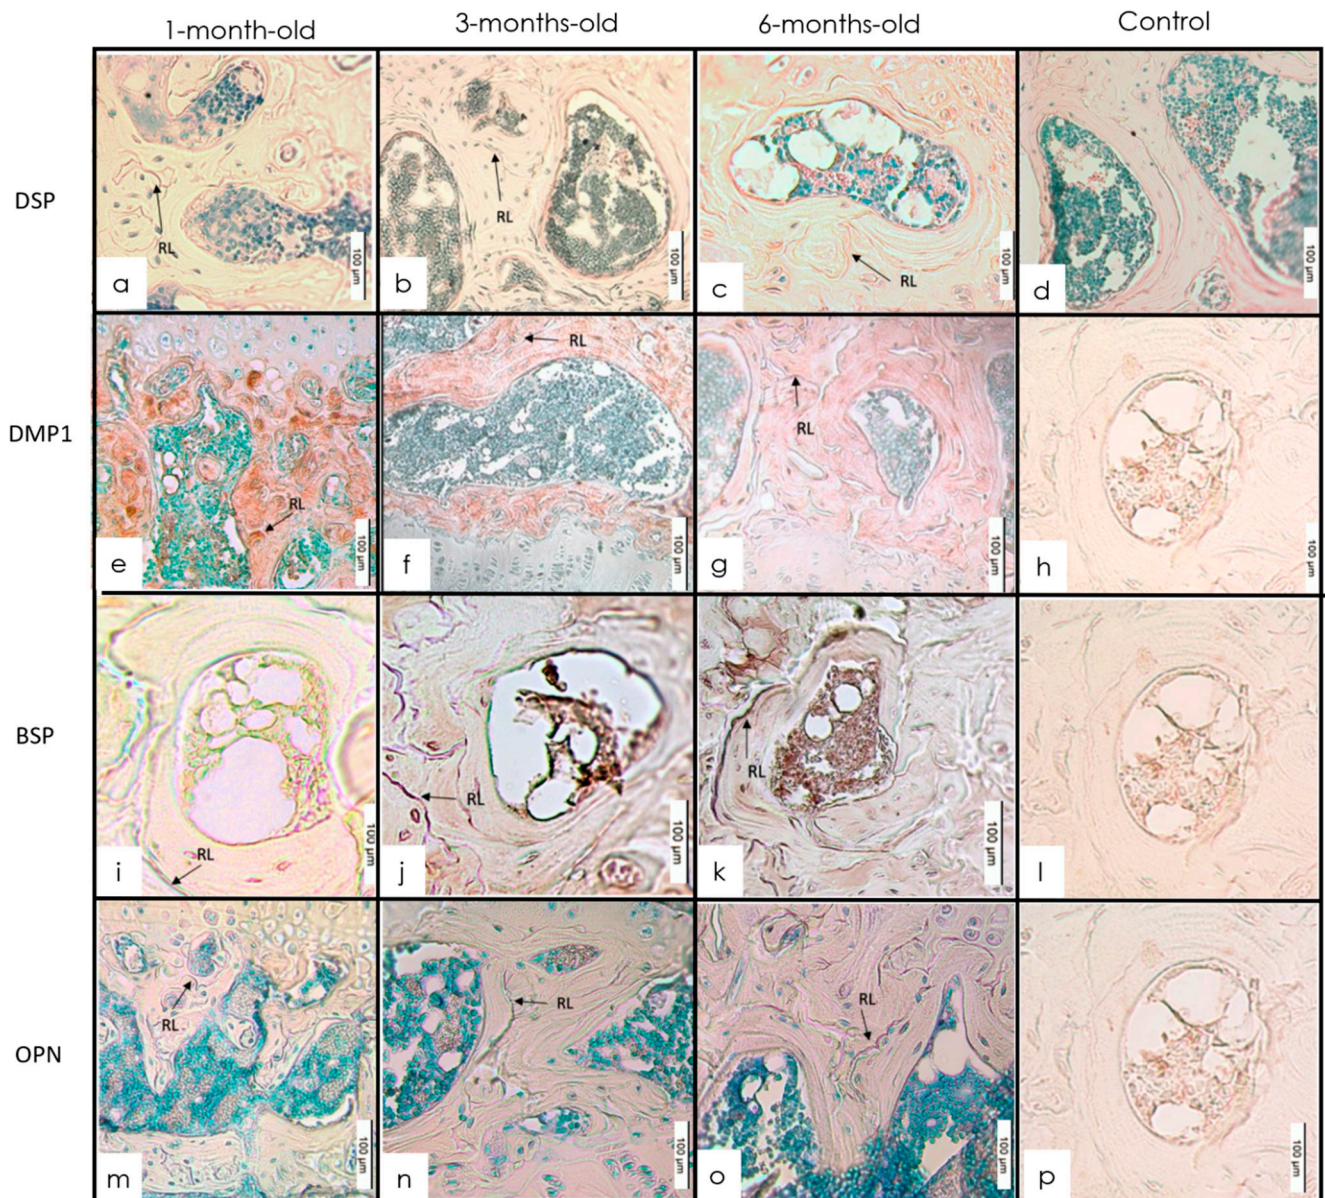 1-month-old 3-months-old 6-months-old Control
DSP
RL RL RL
100 µm 100 µm 100 µm 100 µm
a b c d
DMP1
RL RL RL
100 µm 100 µm 100 µm 100 µm
e f g h
BSP
RL RL RL
100 µm 100 µm 100 µm 100 µm
i j k l
OPN
RL RL RL
100 µm 100 µm 100 µm 100 µm
m n o p